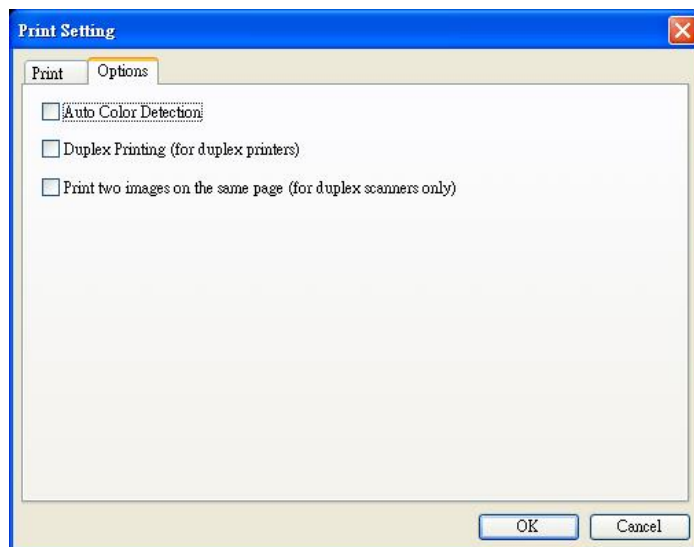 Print Setting
Print Options
Auto Color Detection
Duplex Printing (for duplex printers)
Print two images on the same page (for duplex scanners only)
OK Cancel